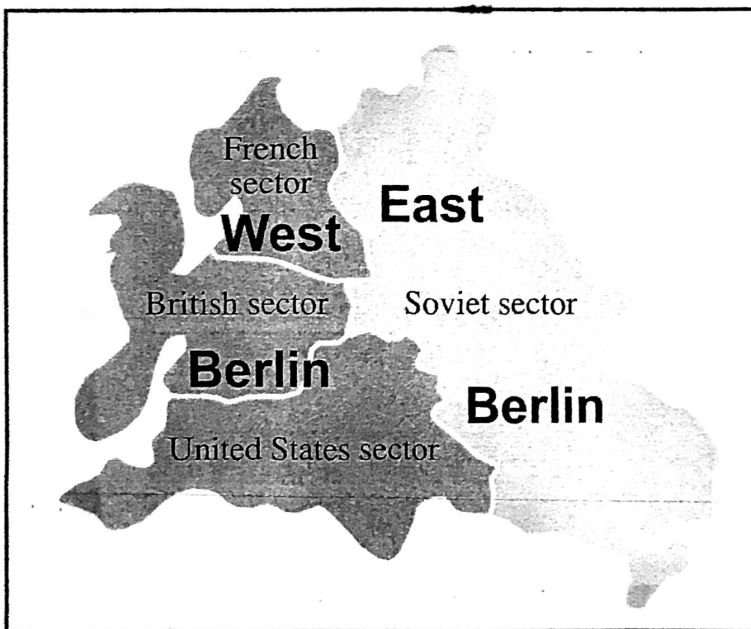 French
sector
West
East
British sector
Soviet sector
Berlin
Berlin
United States sector